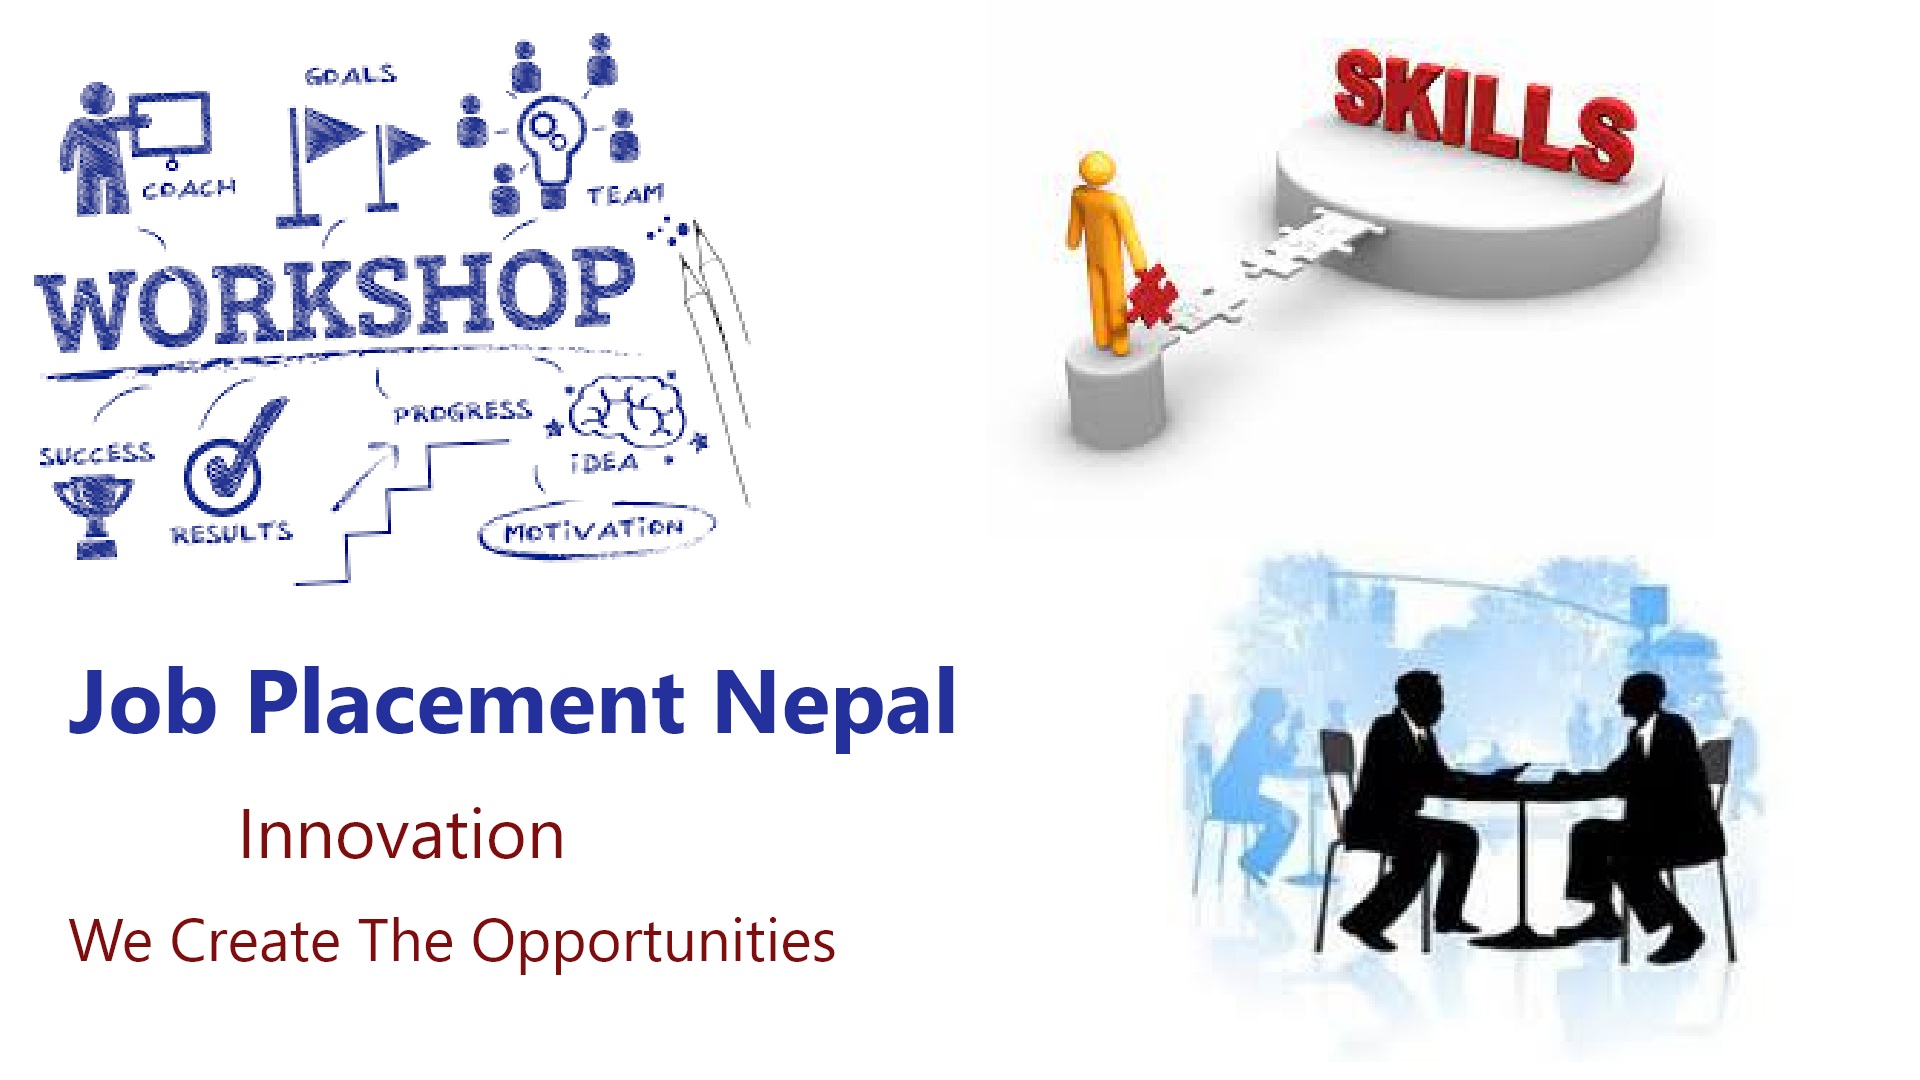 GOALS
COACH
TEAM
WORKSHOP
PROGRESS
SUCCESS
iDEA
RESULTS
MOTiVATiON
SKILLS
Job Placement Nepal
Innovation
We Create The Opportunities